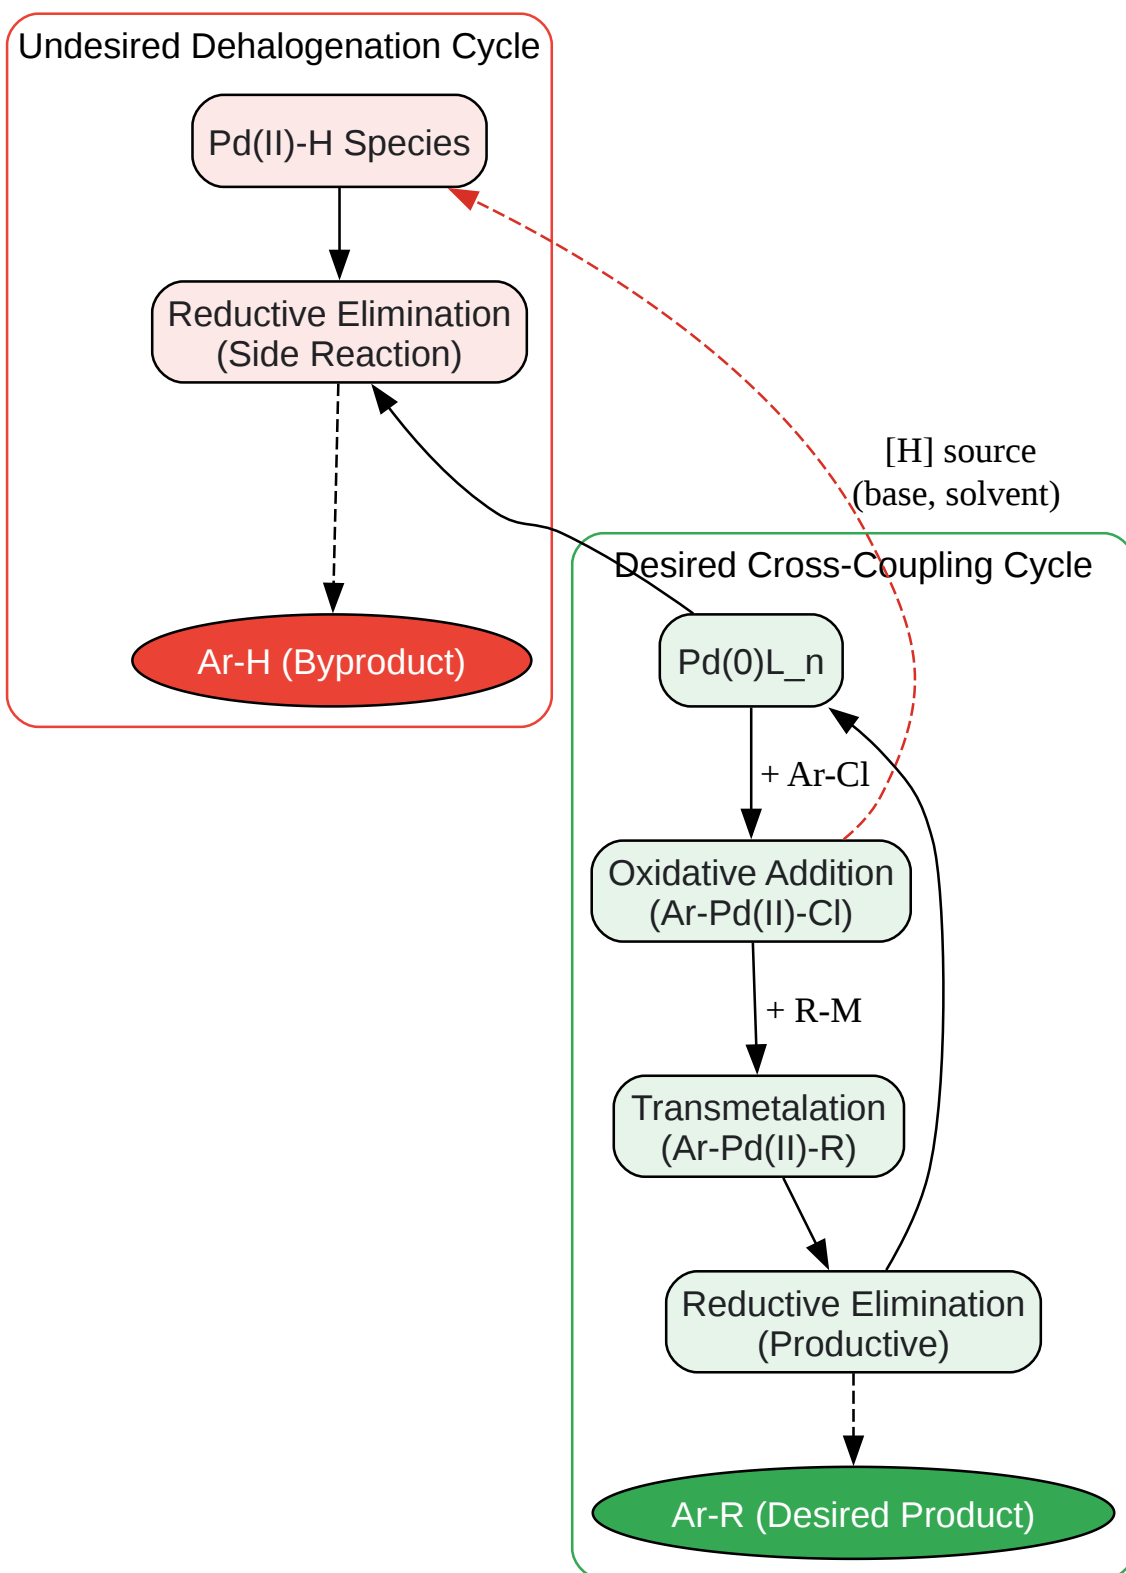 Undesired Dehalogenation Cycle
Pd(II)-H Species
Reductive Elimination
(Side Reaction)
[H] source
(base, solvent)
Desired Cross-Coupling Cycle
Ar-H (Byproduct)
Pd(0)L_n
+ Ar-Cl
Oxidative Addition
(Ar-Pd(II)-Cl)
+ R-M
Transmetalation
(Ar-Pd(II)-R)
Reductive Elimination
(Productive)
Ar-R (Desired Product)